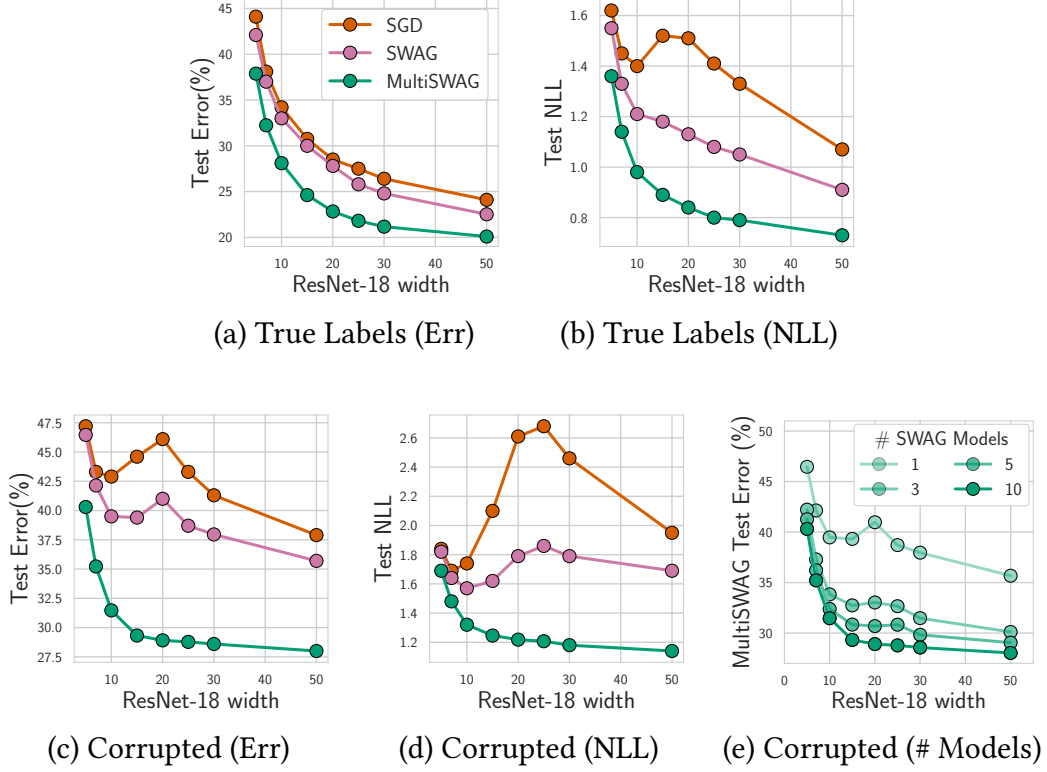 45
40
35
30
25
20
Test Error(%)
SGD
SWAG
MultiSWAG
10 20 30 40 50
ResNet-18 width
(a) True Labels (Err)
1.6
1.4
1.2
1.0
0.8
Test NLL
10 20 30 40 50
ResNet-18 width
(b) True Labels (NLL)
47.5
45.0
42.5
40.0
37.5
35.0
32.5
30.0
27.5
Test Error(%)
10 20 30 40 50
ResNet-18 width
(c) Corrupted (Err)
2.6
2.4
2.2
2.0
1.8
1.6
1.4
1.2
Test NLL
10 20 30 40 50
ResNet-18 width
(d) Corrupted (NLL)
50
45
40
35
30
MultiSWAG Test Error (%)
# SWAG Models
1 5
3 10
0 10 20 30 40 50
ResNet-18 width
(e) Corrupted (# Models)